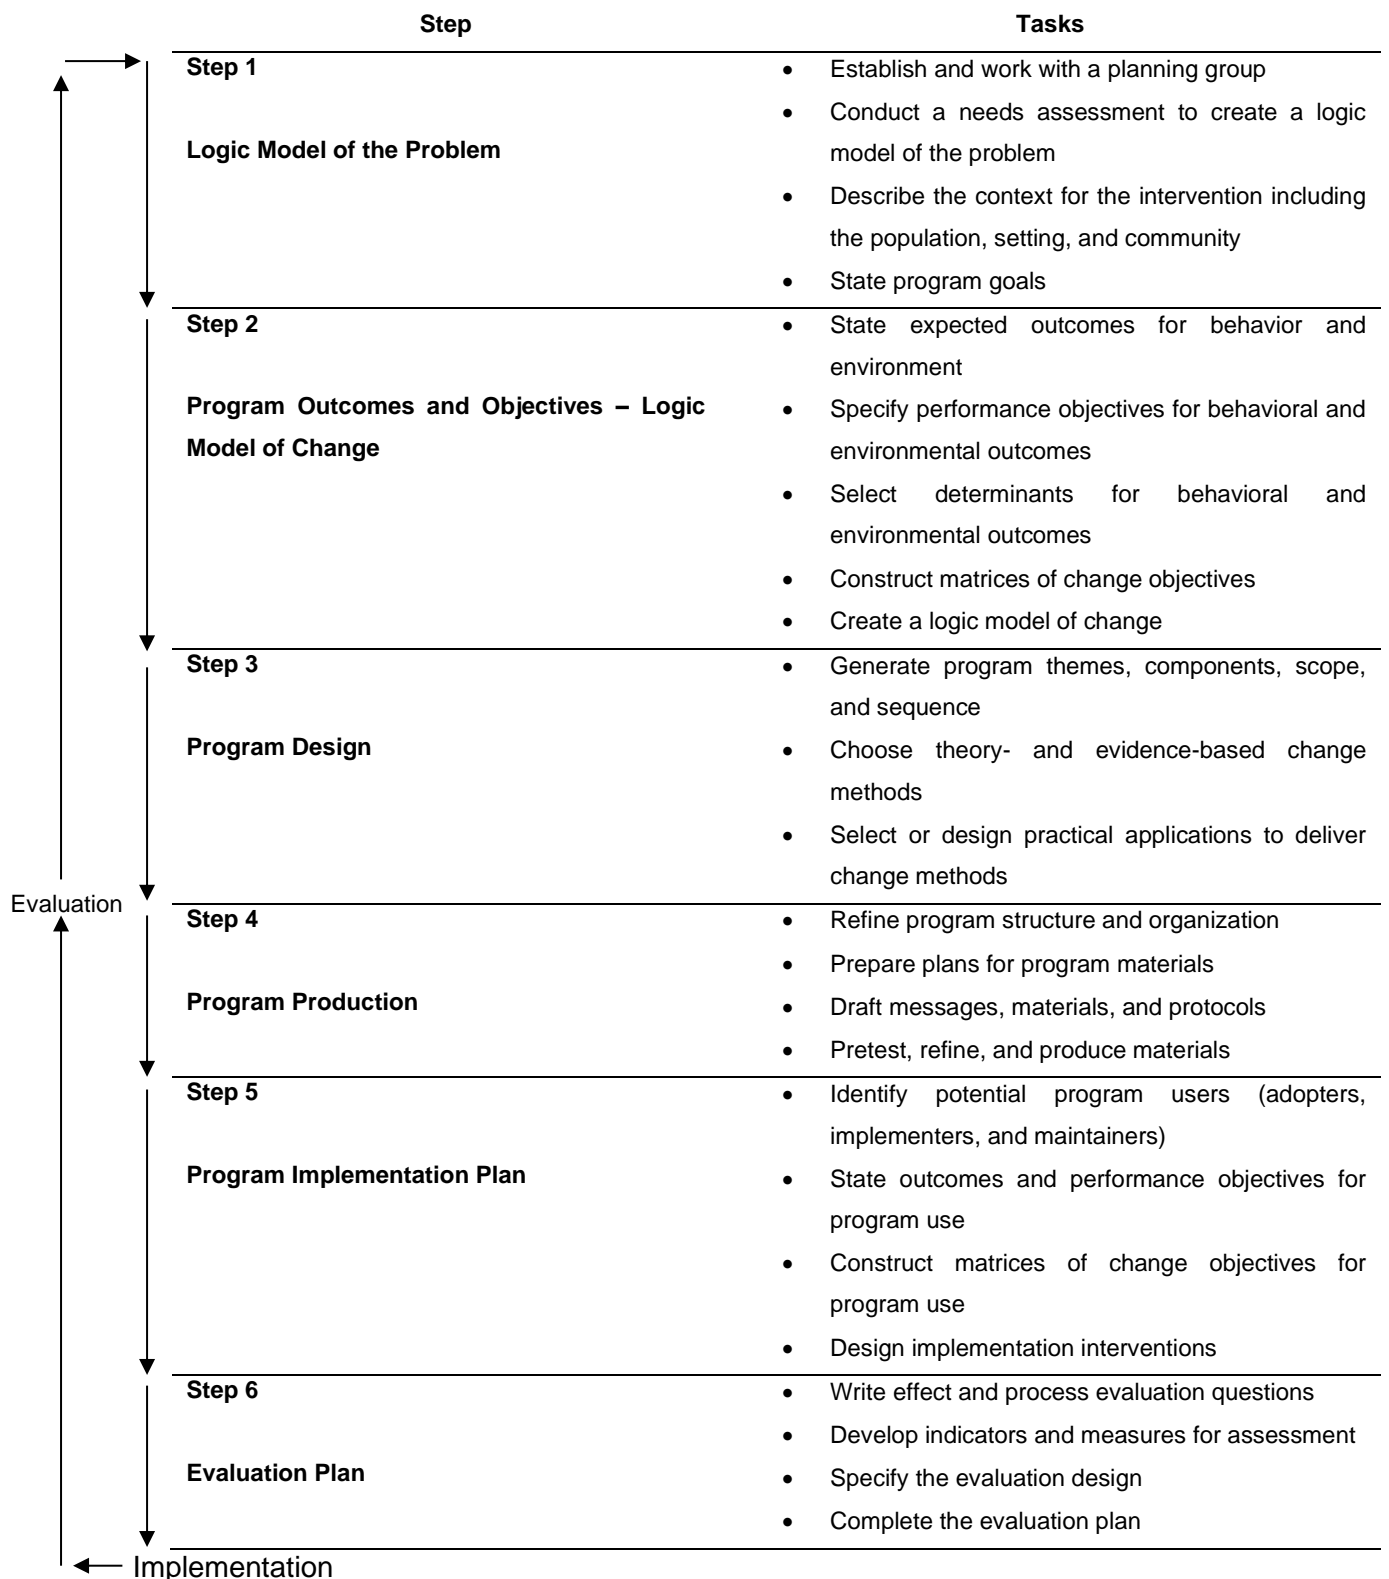 Step Tasks
Step 1
• Establish and work with a planning group
• Conduct a needs assessment to create a logic
Logic Model of the Problem
model of the problem
• Describe the context for the intervention including
the population, setting, and community
• State program goals
Step 2
• State expected outcomes for behavior and
environment
Program Outcomes and Objectives – Logic
Model of Change
• Specify performance objectives for behavioral and
environmental outcomes
• Select determinants for behavioral and
environmental outcomes
• Construct matrices of change objectives
• Create a logic model of change
Step 3
• Generate program themes, components, scope,
and sequence
Program Design
• Choose theory- and evidence-based change
methods
• Select or design practical applications to deliver
change methods
Evaluation
Step 4
• Refine program structure and organization
• Prepare plans for program materials
Program Production
• Draft messages, materials, and protocols
• Pretest, refine, and produce materials
Step 5
• Identify potential program users (adopters,
implementers, and maintainers)
Program Implementation Plan
• State outcomes and performance objectives for
program use
• Construct matrices of change objectives for
program use
• Design implementation interventions
Step 6
• Write effect and process evaluation questions
• Develop indicators and measures for assessment
Evaluation Plan
• Specify the evaluation design
• Complete the evaluation plan
Implementation